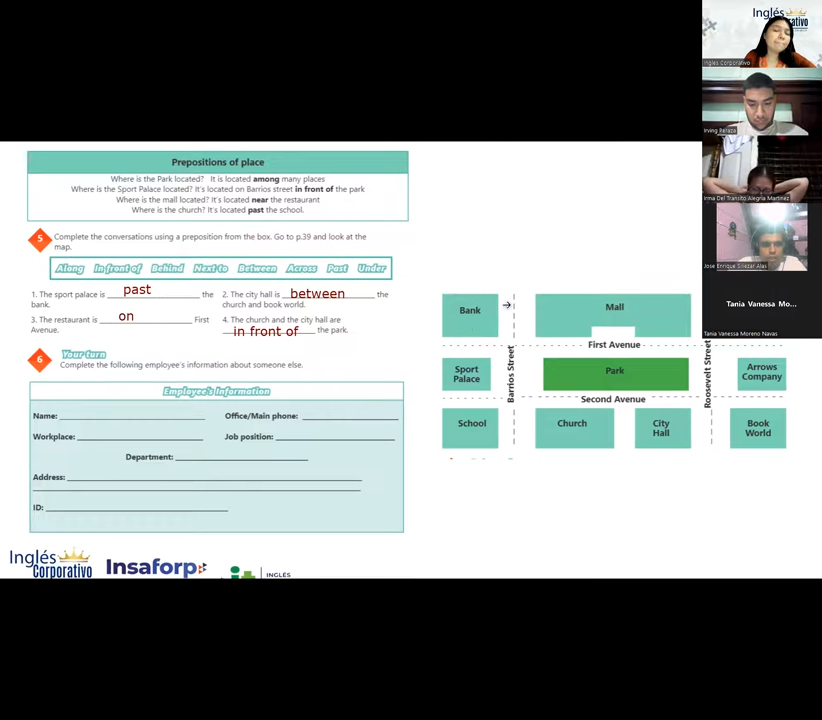 Prepositions of place
Where is the Park located? It is located among many places
Where is the Sport Palace located? It's located on Barrios street in front of the park
Where is the mall located? It's located near the restaurant
Where is the church? It's located past the school.
5
Complete the conversations using a preposition from the box. Go to p.39 and look at the
map.
Along In front of Behind Next to Between Across Past Under
1. The sport palace is past the
bank.
2. The city hall is between the
church and book world.
3. The restaurant is on First
Avenue.
4. The church and the city hall are
in front of the park.
6
Your turn
Complete the following employee's information about someone else.
Employee's Information
Name:
Office/Main phone:
Workplace:
Job position:
Department:
Address:
ID:
Inglés
Corporativo
Insaforp
INGLÉS
Bank
Mall
First Avenue
Sport
Palace
Barrios Street
Park
Roosevelt Street
Arrows
Company
Second Avenue
School
Church
City
Hall
Book
World
Inglés
Inglés Corporativo
Irving Peraza
Irma Del Transito Alegria Martinez
Jose Enrique Salazar Alas
Tania Vanessa Mo...
Tania Vanessa Moreno Navas